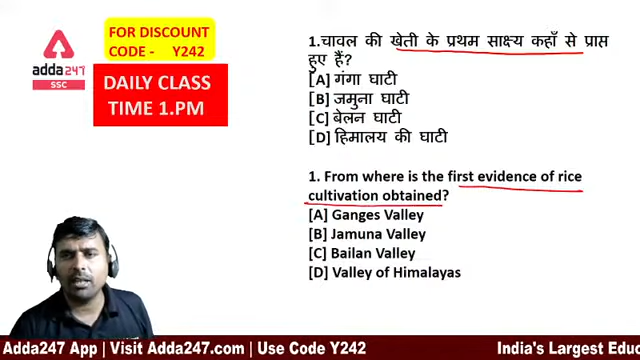 FOR DISCOUNT
CODE - Y242
adda247
SSC
DAILY CLASS
TIME 1.PM
1.चावल की खेती के प्रथम साक्ष्य कहाँ से प्राप्त
हुए हैं?
[A] गंगा घाटी
[B] जमुना घाटी
[C] बेलन घाटी
[D] हिमालय की घाटी
1. From where is the first evidence of rice
cultivation obtained?
[A] Ganges Valley
[B] Jamuna Valley
[C] Bailan Valley
[D] Valley of Himalayas
Adda247 App | Visit Adda247.com | Use Code Y242
India's Largest Educ